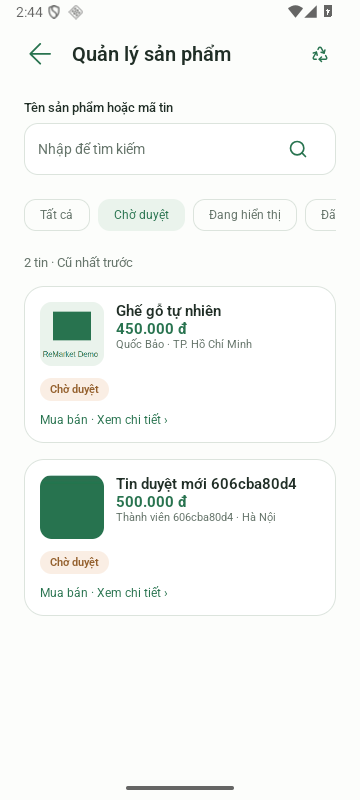 2:44
Quản lý sản phẩm
Tên sản phẩm hoặc mã tin
Nhập để tìm kiếm
Tất cả
Chờ duyệt
Đang hiển thị
Đã
2 tin · Cũ nhất trước
ReMarket Demo
Ghế gỗ tự nhiên
450.000 đ
Quốc Bảo · TP. Hồ Chí Minh
Chờ duyệt
Mua bán · Xem chi tiết ›
Tin duyệt mới 606cba80d4
500.000 đ
Thành viên 606cba80d4 · Hà Nội
Chờ duyệt
Mua bán · Xem chi tiết ›